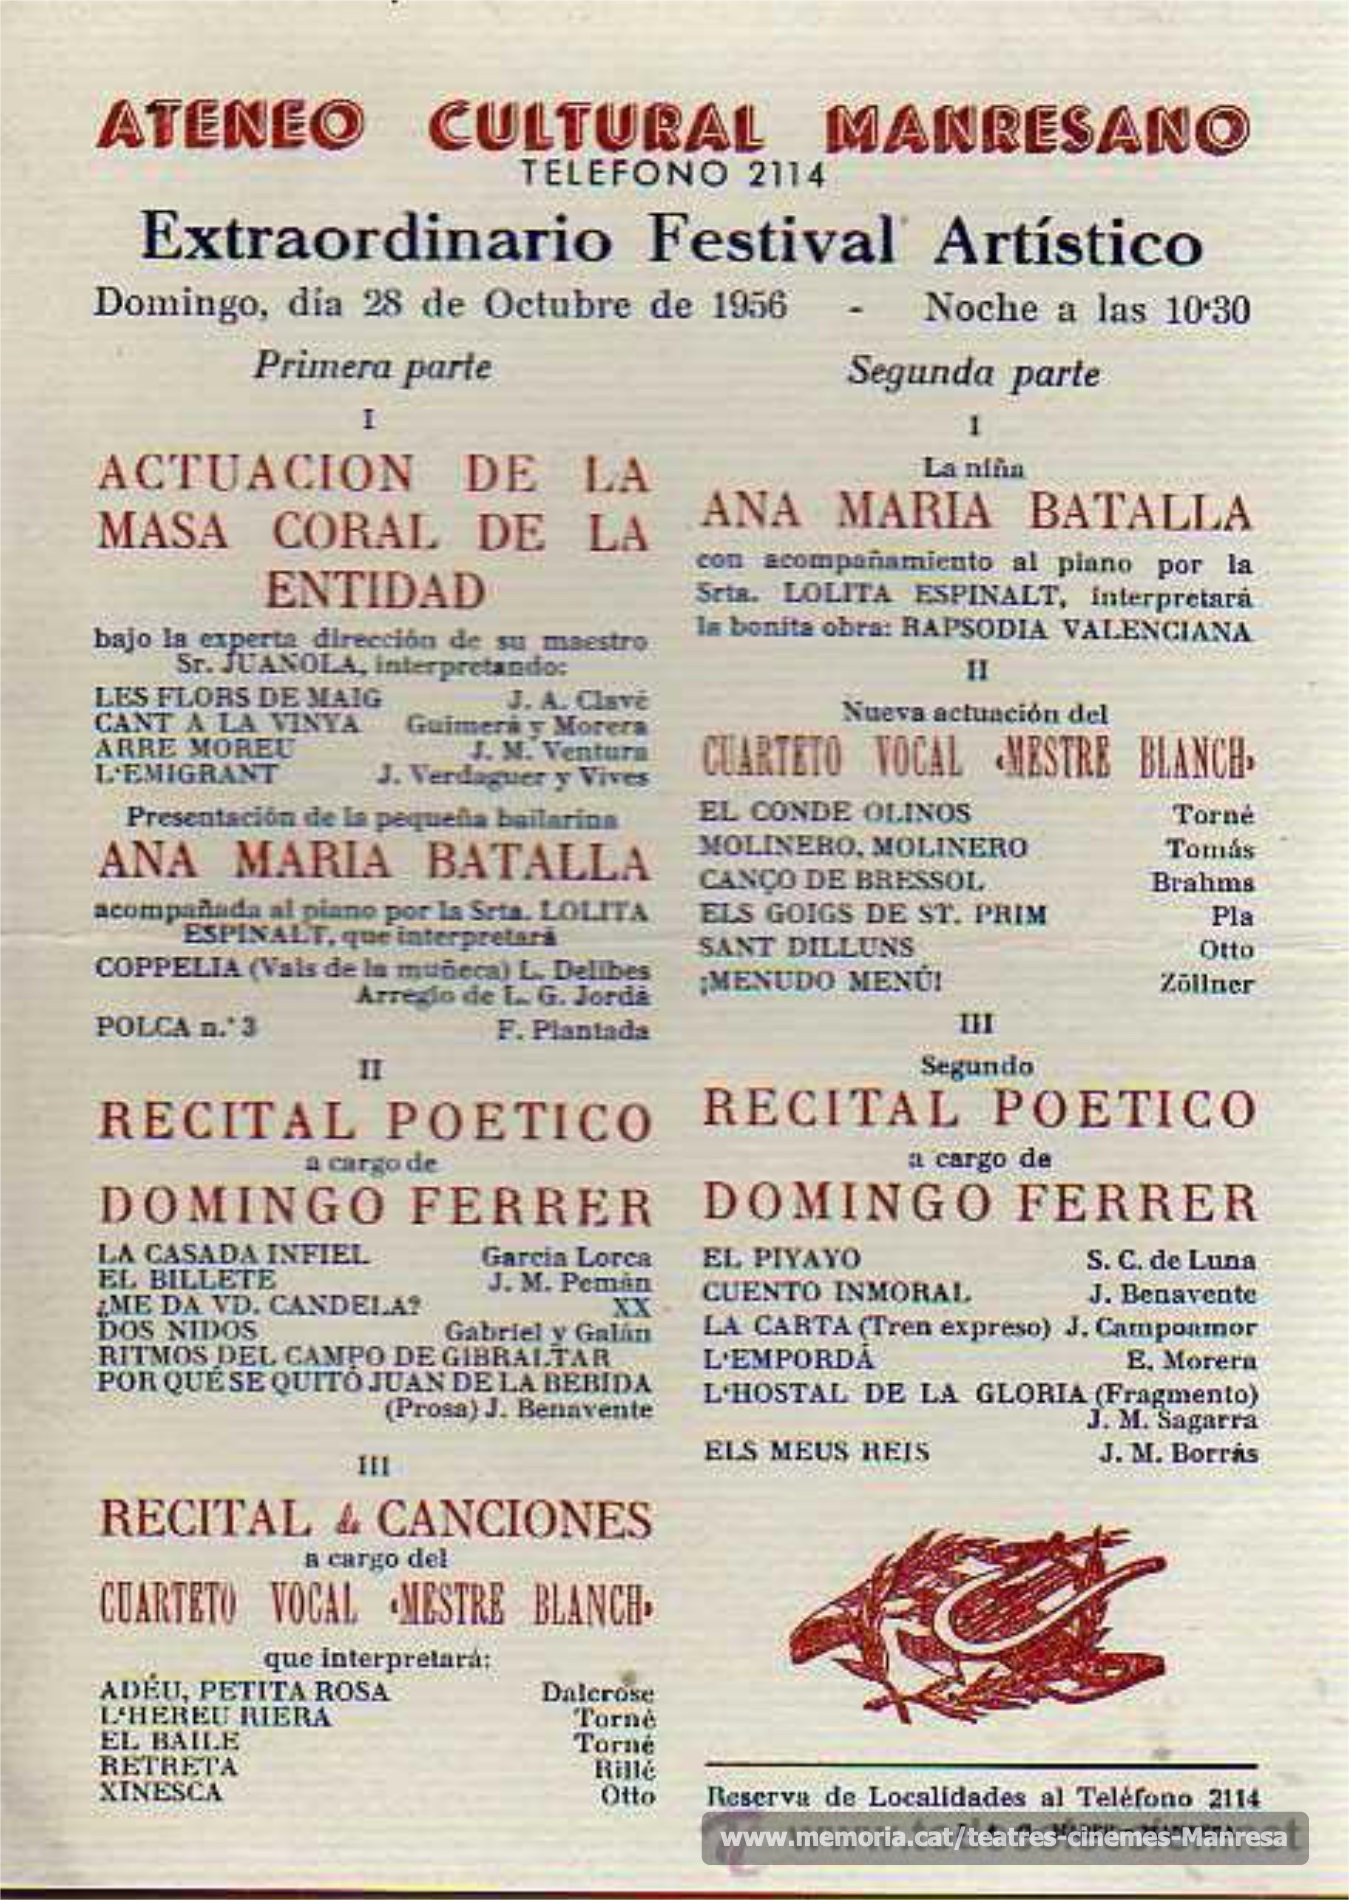 ATENEO CULTURAL MANRESANO
TELEFONO 2114
Extraordinario Festival Artístico
Domingo, día 28 de Octubre de 1956 - Noche a las 10'30
Primera parte
I
ACTUACION DE LA
MASA CORAL DE LA
ENTIDAD
bajo la experta dirección de su maestro
Sr. JUANOLA, interpretando:
LES FLORS DE MAIG J. A. Clavé
CANT A LA VINYA Guimerá y Morera
ARRE MOREU J. M. Ventura
L'EMIGRANT J. Verdaguer y Vives
Presentación de la pequeña bailarina
ANA MARIA BATALLA
acompañada al piano por la Srta. LOLITA
ESPINALT, que interpretará
COPPELIA (Vals de la muñeca) L. Delibes
Arreglo de L. G. Jordá
POLCA n.º 3 F. Plantada
II
RECITAL POETICO
a cargo de
DOMINGO FERRER
LA CASADA INFIEL García Lorca
EL BILLETE J. M. Pemán
¿ME DA VD. CANDELA? XX
DOS NIDOS Gabriel y Galán
RITMOS DEL CAMPO DE GIBRALTAR
POR QUÉ SE QUITÓ JUAN DE LA BEBIDA
(Prosa) J. Benavente
III
RECITAL de CANCIONES
a cargo del
CUARTETO VOCAL «MESTRE BLANCH»
que interpretará:
ADÉU, PETITA ROSA Dalcrose
L'HEREU RIERA Torné
EL BAILE Torné
RETRETA Rillé
XINESCA Otto
Segunda parte
I
La niña
ANA MARIA BATALLA
con acompañamiento al piano por la
Srta. LOLITA ESPINALT, interpretará
la bonita obra: RAPSODIA VALENCIANA
II
Nueva actuación del
CUARTETO VOCAL «MESTRE BLANCH»
EL CONDE OLINOS Torné
MOLINERO, MOLINERO Tomás
CANÇO DE BRESSOL Brahms
ELS GOIGS DE ST. PRIM Pla
SANT DILLUNS Otto
¡MENUDO MENÚ! Zöllner
III
Segundo
RECITAL POETICO
a cargo de
DOMINGO FERRER
EL PIYAYO S. C. de Luna
CUENTO INMORAL J. Benavente
LA CARTA (Tren expreso) J. Campoamor
L'EMPORDÁ E. Morera
L'HOSTAL DE LA GLORIA (Fragmento)
J. M. Sagarra
ELS MEUS REIS J. M. Borrás
Reserva de Localidades al Teléfono 2114
www.memoria.cat/teatres-cinemes-Manresa